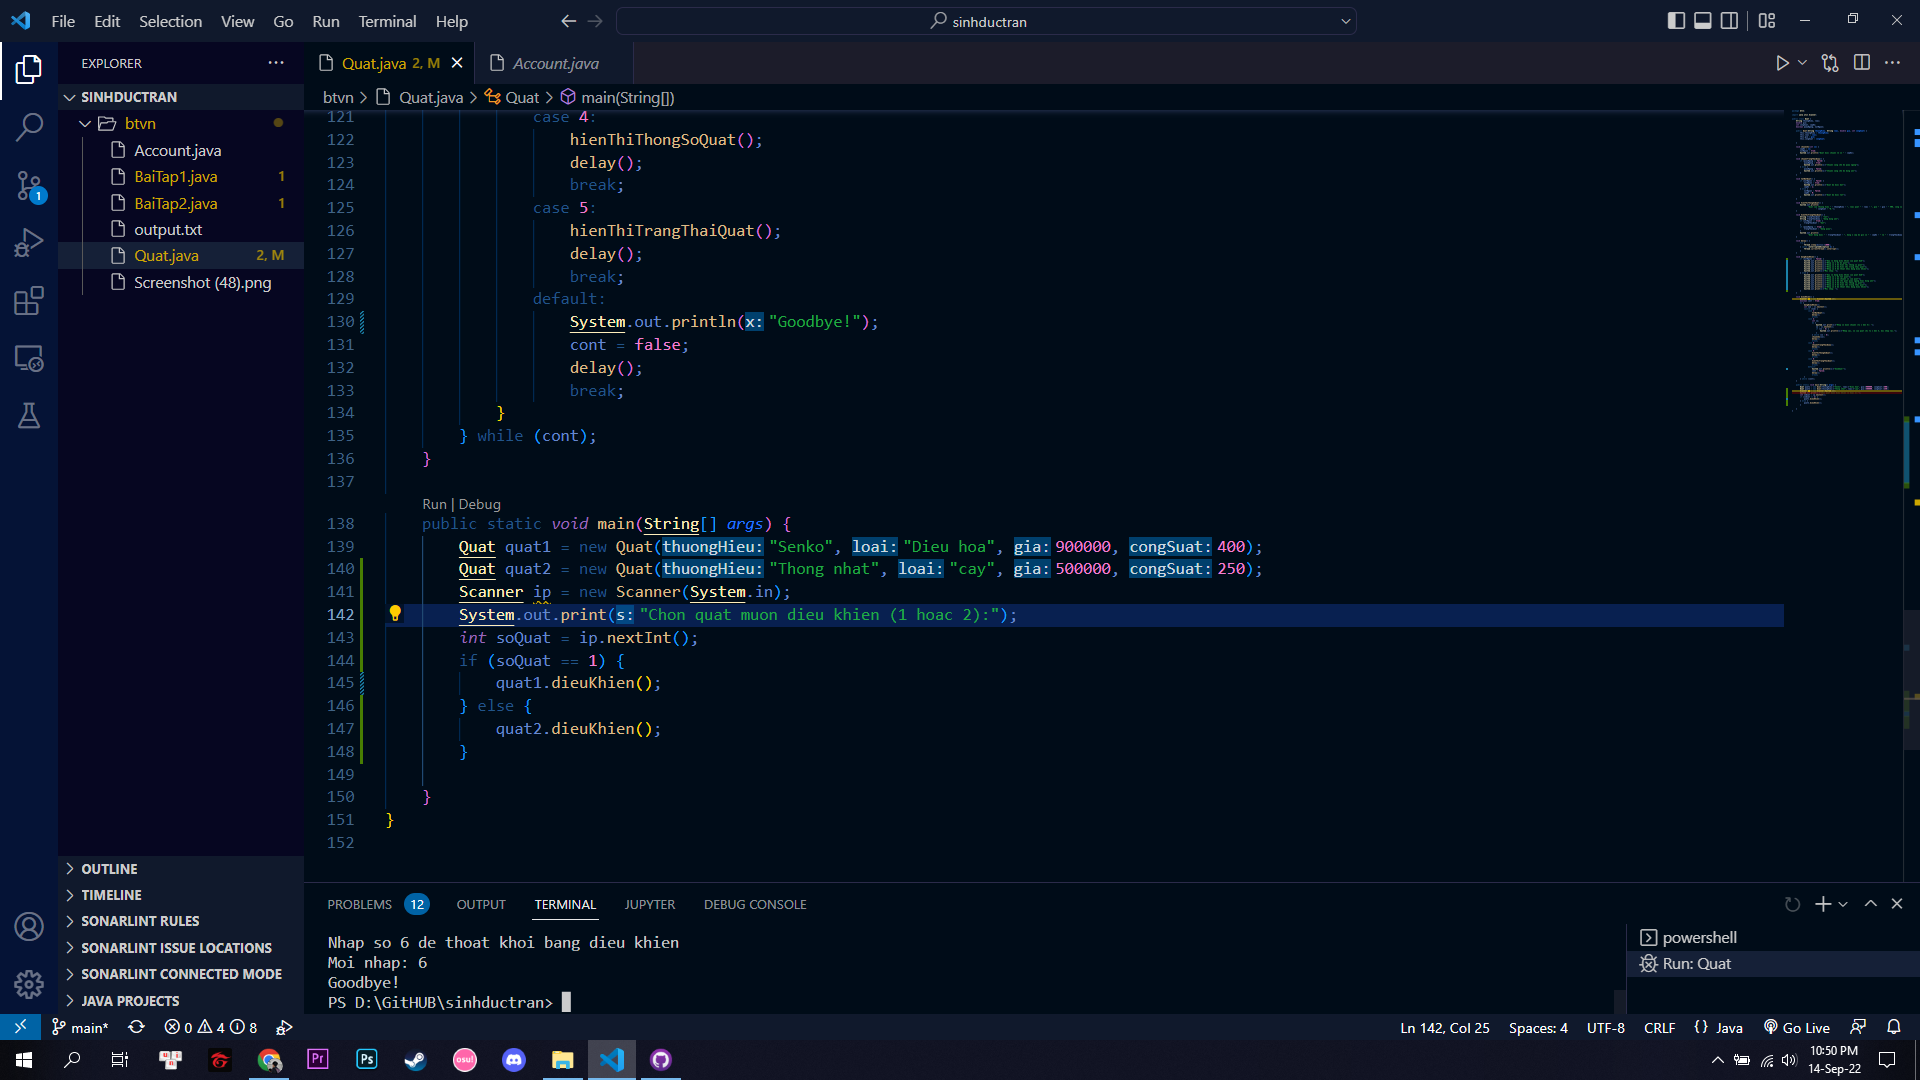 File Edit Selection View Go Run Terminal Help
sinhductran
EXPLORER
Quat.java 2, M
Account.java
SINHDUCTRAN
btvn
Account.java
BaiTap1.java 1
BaiTap2.java 1
output.txt
Quat.java 2, M
Screenshot (48).png
OUTLINE
TIMELINE
SONARLINT RULES
SONARLINT ISSUE LOCATIONS
SONARLINT CONNECTED MODE
JAVA PROJECTS
1
btvn > Quat.java > Quat > main(String[])
121 case 4:
122 hienThiThongSoQuat();
123 delay();
124 break;
125 case 5:
126 hienThiTrangThaiQuat();
127 delay();
128 break;
129 default:
130 System.out.println(x: "Goodbye!");
131 cont = false;
132 delay();
133 break;
134 }
135 } while (cont);
136 }
137
Run | Debug
138 public static void main(String[] args) {
139 Quat quat1 = new Quat(thuongHieu: "Senko", loai: "Dieu hoa", gia: 900000, congSuat: 400);
140 Quat quat2 = new Quat(thuongHieu: "Thong nhat", loai: "cay", gia: 500000, congSuat: 250);
141 Scanner ip = new Scanner(System.in);
142 System.out.print(s: "Chon quat muon dieu khien (1 hoac 2):");
143 int soQuat = ip.nextInt();
144 if (soQuat == 1) {
145 quat1.dieuKhien();
146 } else {
147 quat2.dieuKhien();
148 }
149
150 }
151 }
152
PROBLEMS 12 OUTPUT TERMINAL JUPYTER DEBUG CONSOLE
Nhap so 6 de thoat khoi bang dieu khien
Moi nhap: 6
Goodbye!
PS D:\GitHUB\sinhductran>
powershell
Run: Quat
main* 0 4 8
Ln 142, Col 25 Spaces: 4 UTF-8 CRLF {} Java Go Live
Pr Ps osu!
10:50 PM
14-Sep-22